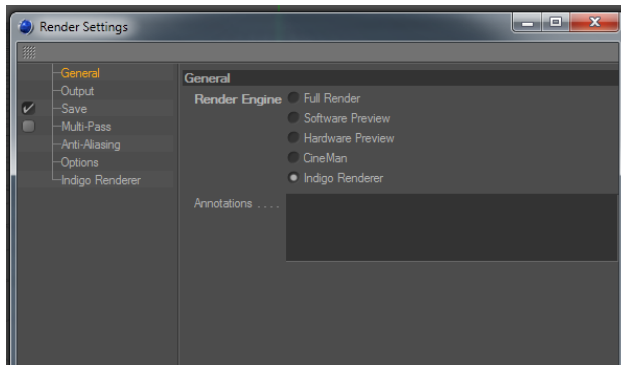 Render Settings
General
Output
Save
Multi-Pass
Anti-Aliasing
Options
Indigo Renderer
General
Render Engine
Full Render
Software Preview
Hardware Preview
CineMan
Indigo Renderer
Annotations . . . .